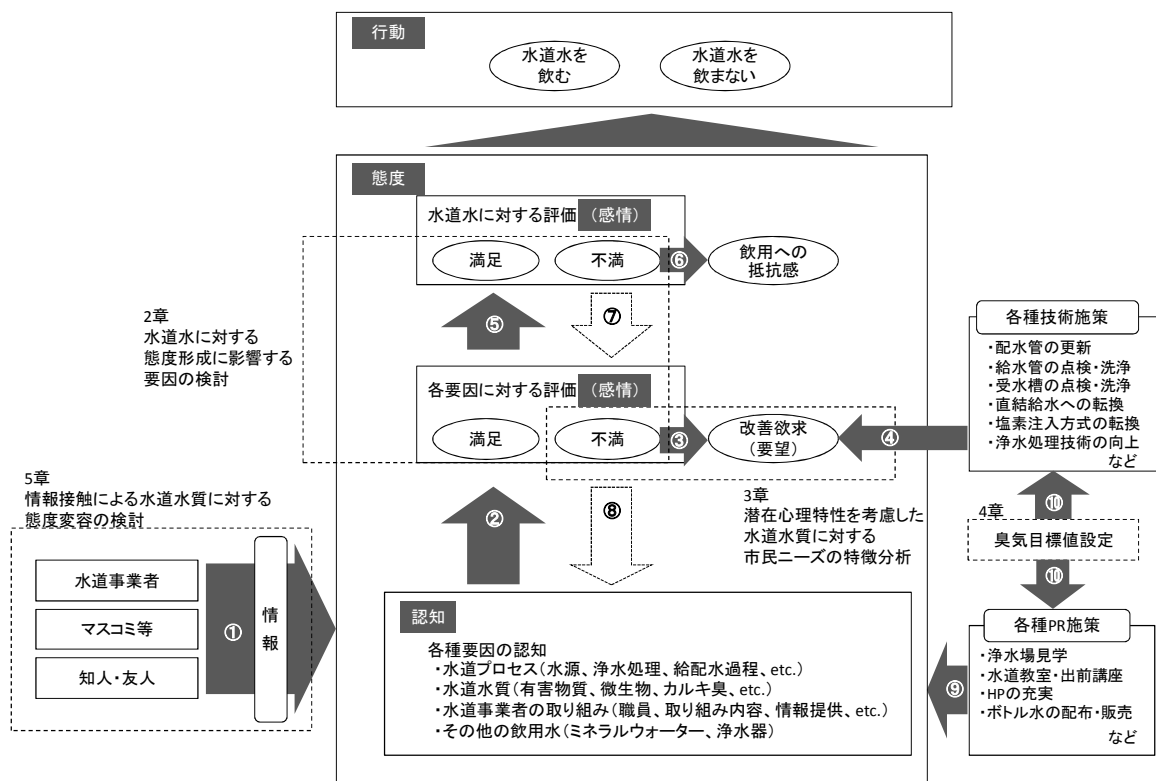 行動
水道水を
飲む
水道水を
飲まない
態度
水道水に対する評価 (感情)
満足
不満
⑥
飲用への
抵抗感
⑤
⑦
2章
水道水に対する
態度形成に影響する
要因の検討
各要因に対する評価 (感情)
満足
不満
③
改善欲求
(要望)
④
各種技術施策
・配水管の更新
・給水管の点検・洗浄
・受水槽の点検・洗浄
・直結給水への転換
・塩素注入方式の転換
・浄水処理技術の向上
など
②
⑧
3章
潜在心理特性を考慮した
水道水質に対する
市民ニーズの特徴分析
⑩
4章
臭気目標値設定
⑩
5章
情報接触による水道水質に対する
態度変容の検討
水道事業者
マスコミ等
知人・友人
①
情報
認知
各種要因の認知
・水道プロセス(水源、浄水処理、給配水過程、etc.)
・水道水質(有害物質、微生物、カルキ臭、etc.)
・水道事業者の取り組み(職員、取り組み内容、情報提供、etc.)
・その他の飲用水(ミネラルウォーター、浄水器)
⑨
各種PR施策
・浄水場見学
・水道教室・出前講座
・HPの充実
・ボトル水の配布・販売
など